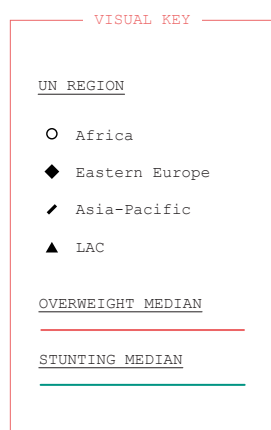 VISUAL KEY
UN REGION
Africa
Eastern Europe
Asia-Pacific
LAC
OVERWEIGHT MEDIAN
STUNTING MEDIAN